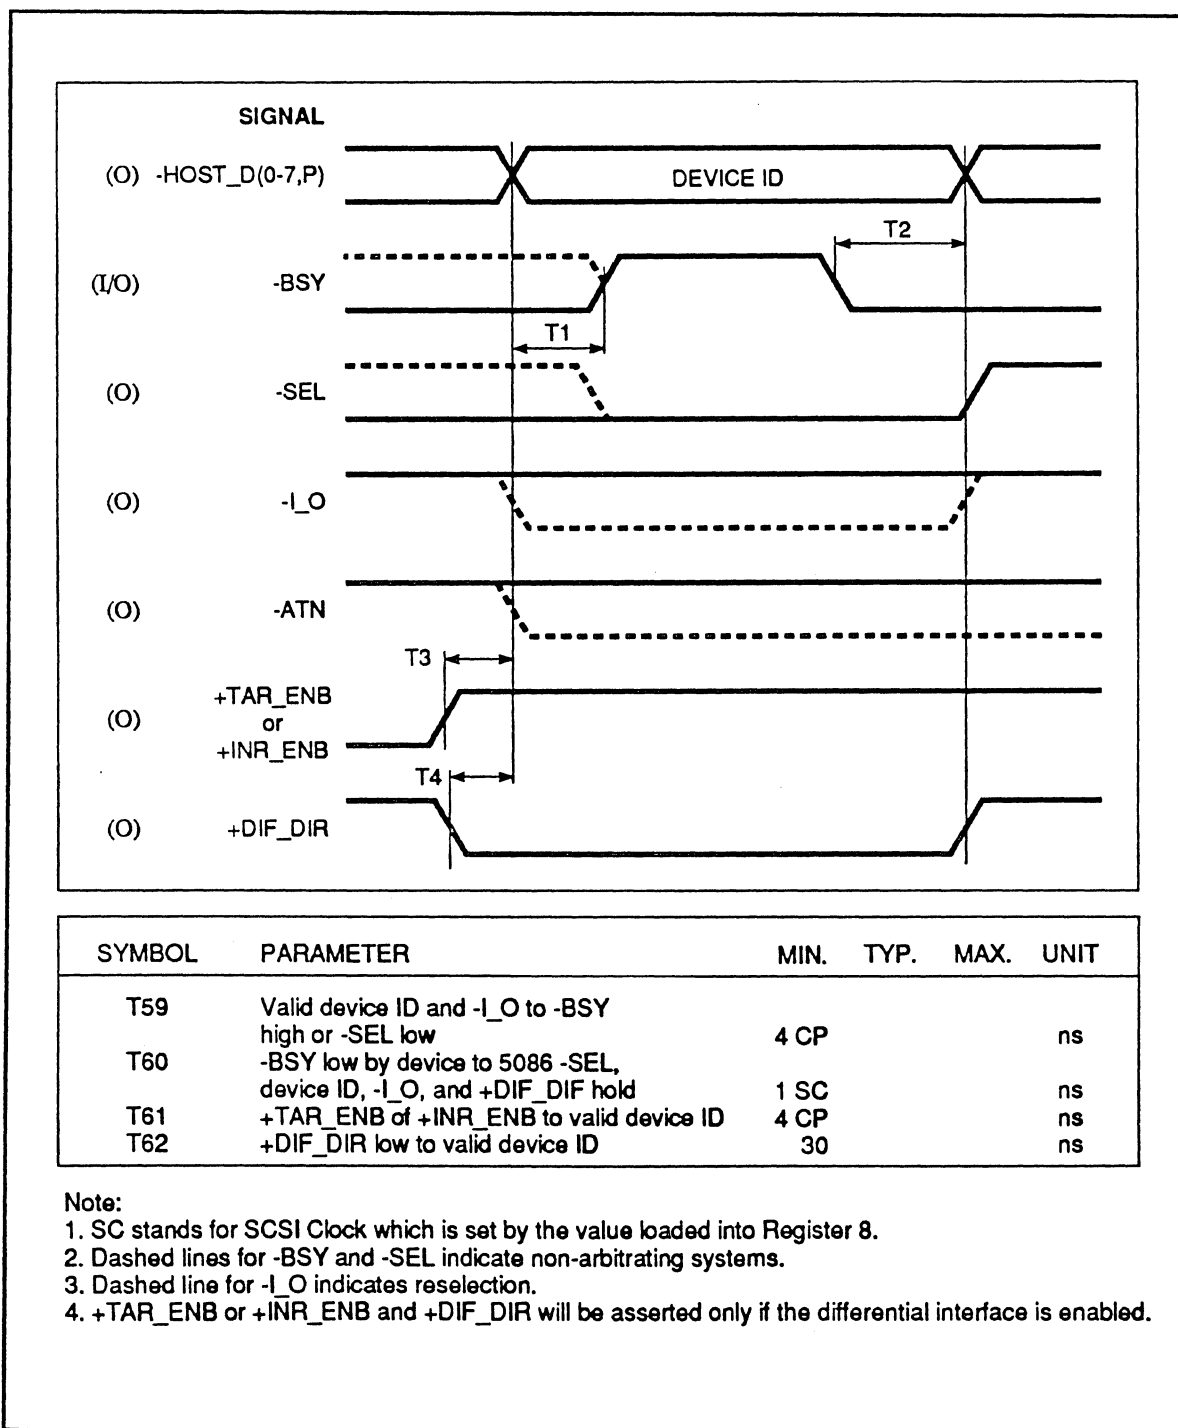 SIGNAL
(O) -HOST_D(0-7,P)
DEVICE ID
T2
(I/O) -BSY
T1
(O) -SEL
(O) -I_O
(O) -ATN
T3
+TAR_ENB
(O) or
+INR_ENB
T4
(O) +DIF_DIR
SYMBOL PARAMETER MIN. TYP. MAX. UNIT
T59 Valid device ID and -I_O to -BSY
high or -SEL low 4 CP ns
T60 -BSY low by device to 5086 -SEL,
device ID, -I_O, and +DIF_DIF hold 1 SC ns
T61 +TAR_ENB of +INR_ENB to valid device ID 4 CP ns
T62 +DIF_DIR low to valid device ID 30 ns
Note:
1. SC stands for SCSI Clock which is set by the value loaded into Register 8.
2. Dashed lines for -BSY and -SEL indicate non-arbitrating systems.
3. Dashed line for -I_O indicates reselection.
4. +TAR_ENB or +INR_ENB and +DIF_DIR will be asserted only if the differential interface is enabled.